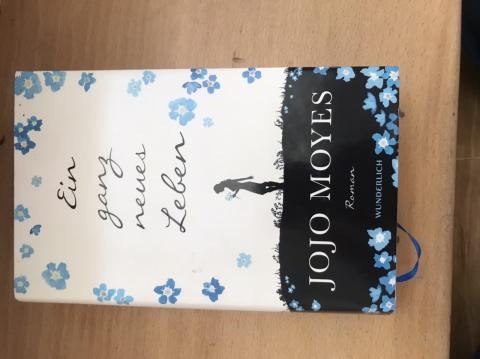 Ein
ganz
neues
Leben
JOJO MOYES
Roman
WUNDERLICH